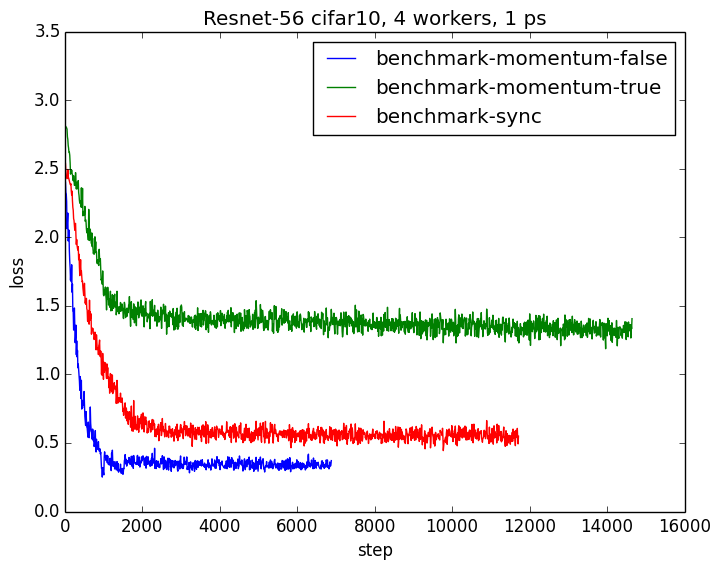 Resnet-56 cifar10, 4 workers, 1 ps
3.5
benchmark-momentum-false
benchmark-momentum-true
benchmark-sync
3.0
2.5
2.0
loss
1.5
1.0
0.5
0.0
0 2000 4000 6000 8000 10000 12000 14000 16000
step